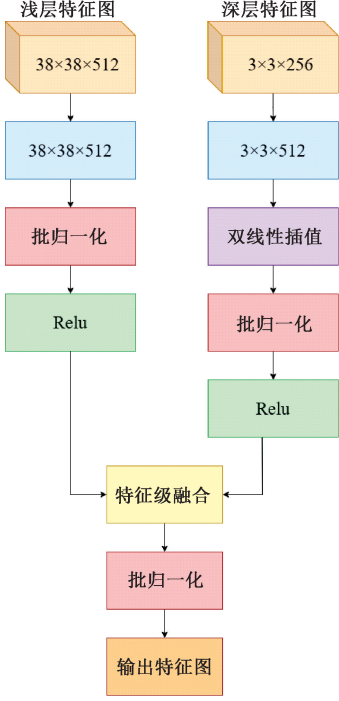 浅层特征图
深层特征图
38×38×512
3×3×256
38×38×512
3×3×512
批归一化
双线性插值
Relu
批归一化
Relu
特征级融合
批归一化
输出特征图